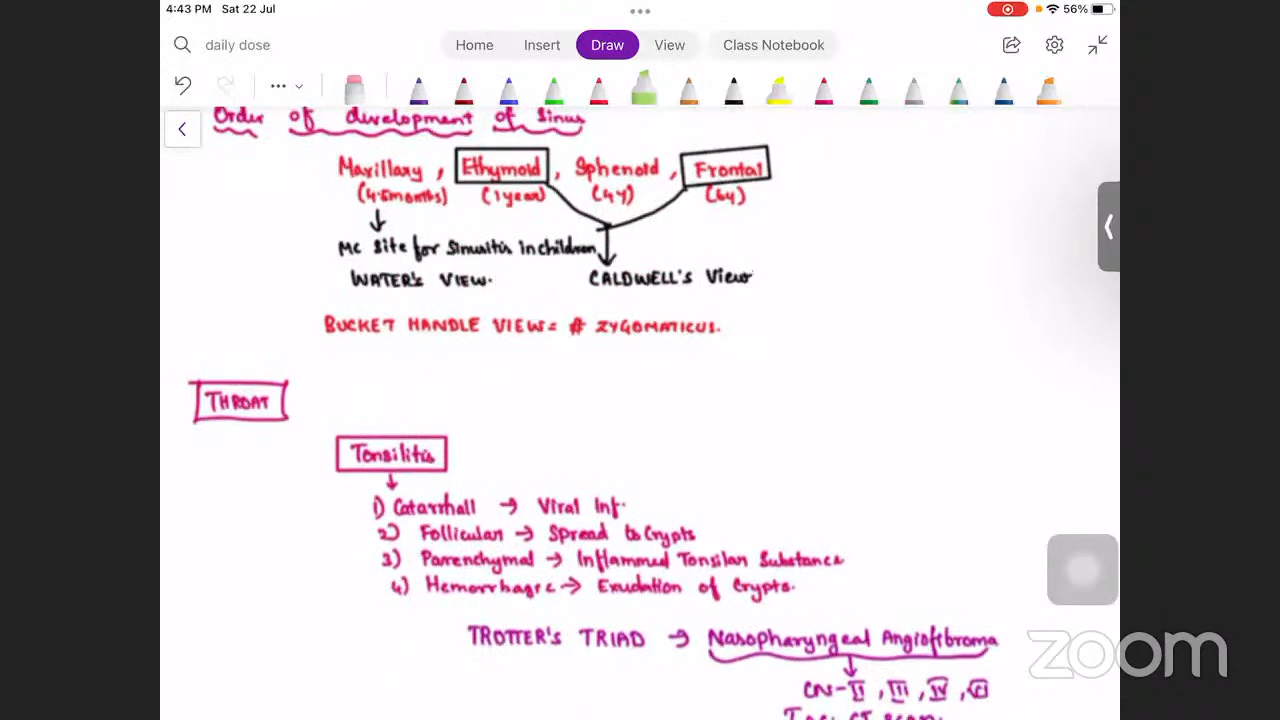 4:43 PM Sat 22 Jul
56%
daily dose
Home Insert Draw View Class Notebook
Order of development of Sinus
Maxillary, Ethymoid, Sphenoid, Frontal
(4-5months) (1year) (4y) (6y)
Mc Site for Sinusitis in children
WATER'S VIEW. CALDWELL'S View
BUCKET HANDLE VIEW= # ZYGOMATICUS.
THROAT
Tonsilitis
1) Catarrhall → Viral Inf.
2) Follicular → Spread to Crypts
3) Parenchymal → Inflammed Tonsilar Substance
4) Hemorrhagic → Exudation of Crypts.
TROTTER'S TRIAD → Nasopharyngeal Angiofibroma
CN-II, III, IV, VI
CT scan.
zoom